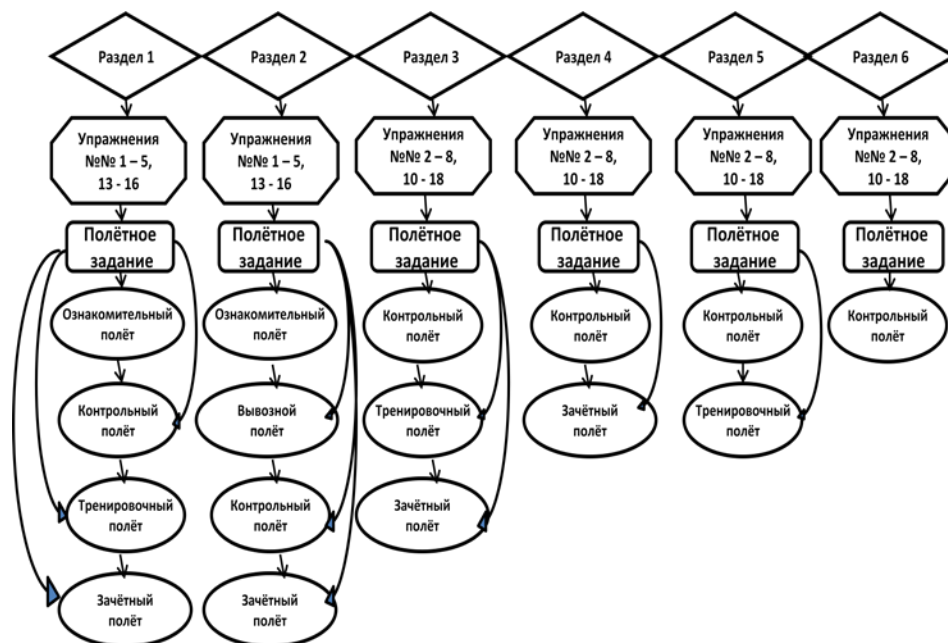 Раздел 1
Раздел 2
Раздел 3
Раздел 4
Раздел 5
Раздел 6
Упражнения
№№ 1 – 5,
13 - 16
Упражнения
№№ 1 – 5,
13 - 16
Упражнения
№№ 2 – 8,
10 - 18
Упражнения
№№ 2 – 8,
10 - 18
Упражнения
№№ 2 – 8,
10 - 18
Упражнения
№№ 2 – 8,
10 - 18
Полётное
задание
Полётное
задание
Полётное
задание
Полётное
задание
Полётное
задание
Полётное
задание
Ознакомительный
полёт
Ознакомительный
полёт
Контрольный
полёт
Контрольный
полёт
Контрольный
полёт
Контрольный
полёт
Контрольный
полёт
Вывозной
полёт
Тренировочный
полёт
Зачётный
полёт
Тренировочный
полёт
Тренировочный
полёт
Контрольный
полёт
Зачётный
полёт
Зачётный
полёт
Зачётный
полёт